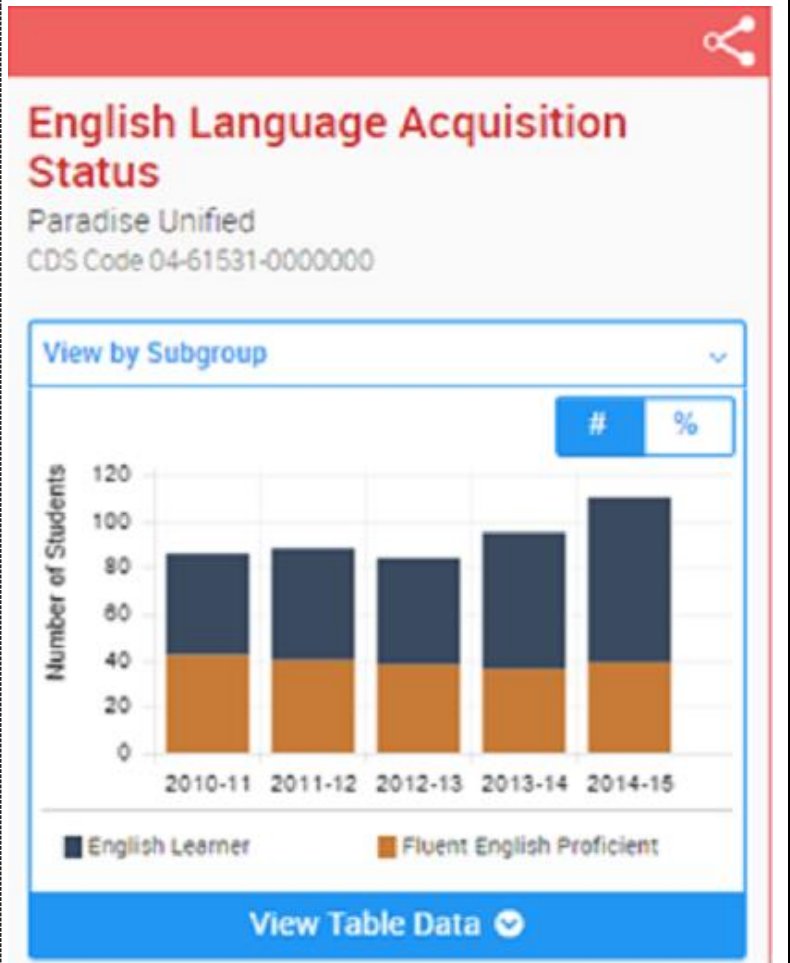 English Language Acquisition
Status
Paradise Unified
CDS Code 04-61531-0000000
View by Subgroup
# %
Number of Students
120
100
80
60
40
20
0
2010-11 2011-12 2012-13 2013-14 2014-15
English Learner Fluent English Proficient
View Table Data